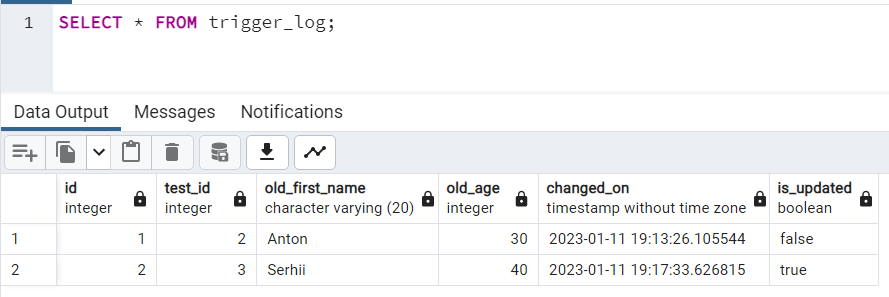 1 SELECT * FROM trigger_log;
Data Output Messages Notifications
id test_id old_first_name old_age changed_on is_updated
integer integer character varying (20) integer timestamp without time zone boolean
1 1 2 Anton 30 2023-01-11 19:13:26.105544 false
2 2 3 Serhii 40 2023-01-11 19:17:33.626815 true